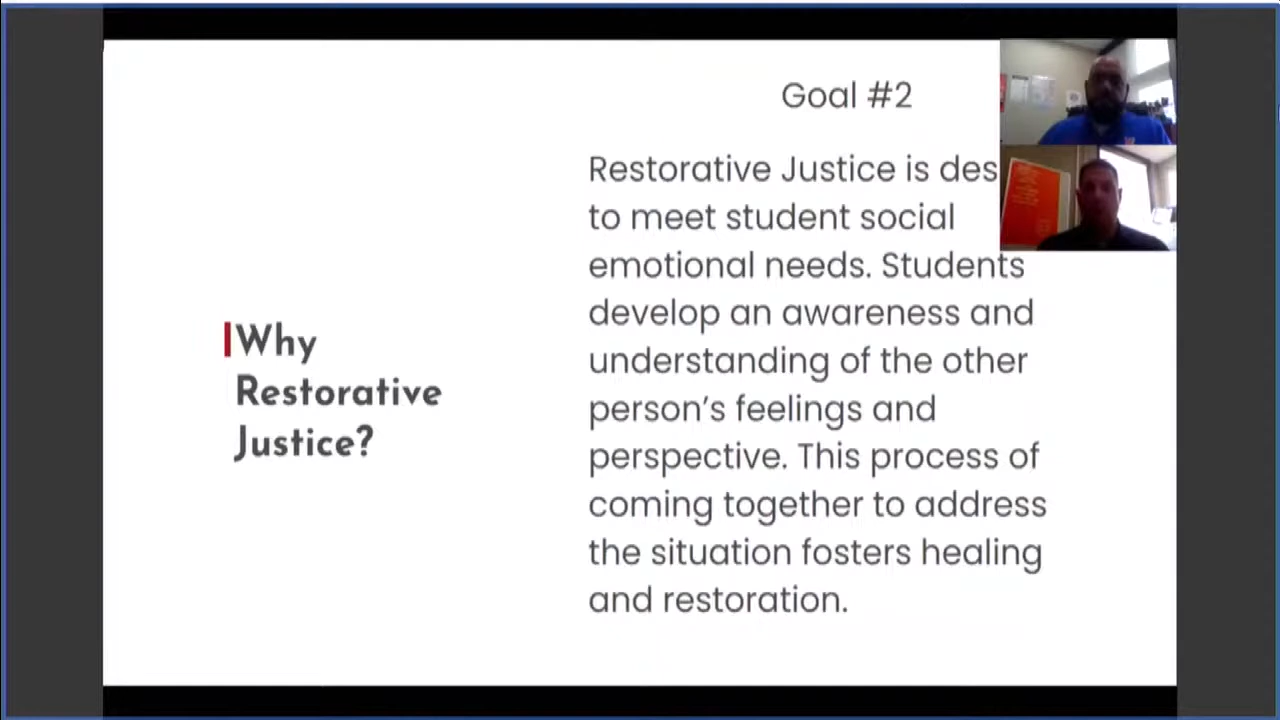 Why
Restorative
Justice?
Goal #2
Restorative Justice is des
to meet student social
emotional needs. Students
develop an awareness and
understanding of the other
person’s feelings and
perspective. This process of
coming together to address
the situation fosters healing
and restoration.